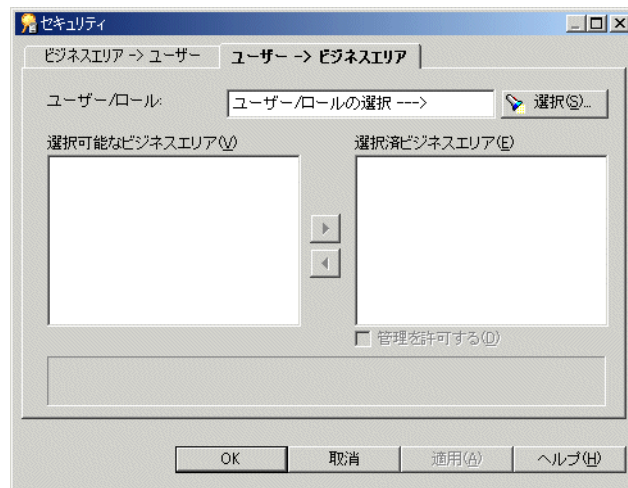 セキュリティ
ビジネスエリア -> ユーザー ユーザー -> ビジネスエリア
ユーザー/ロール: ユーザー/ロールの選択 ---> 選択(S)...
選択可能なビジネスエリア(V) 選択済ビジネスエリア(E)
管理を許可する(D)
OK 取消 適用(A) ヘルプ(H)